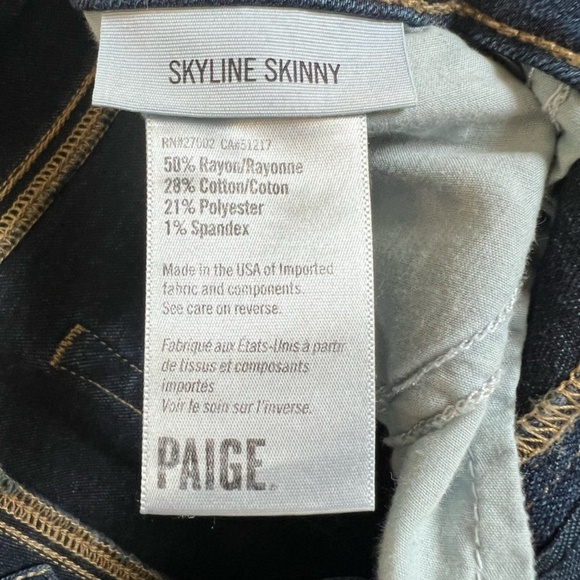 SKYLINE SKINNY
RN#27002 CA#51217
50% Rayon/Rayonne
28% Cotton/Coton
21% Polyester
1% Spandex
Made in the USA of Imported
fabric and components.
See care on reverse.
Fabriqué aux Etats-Unis à partir
de tissus et composants
importés
Voir le soin sur l'inverse.
PAIGE.